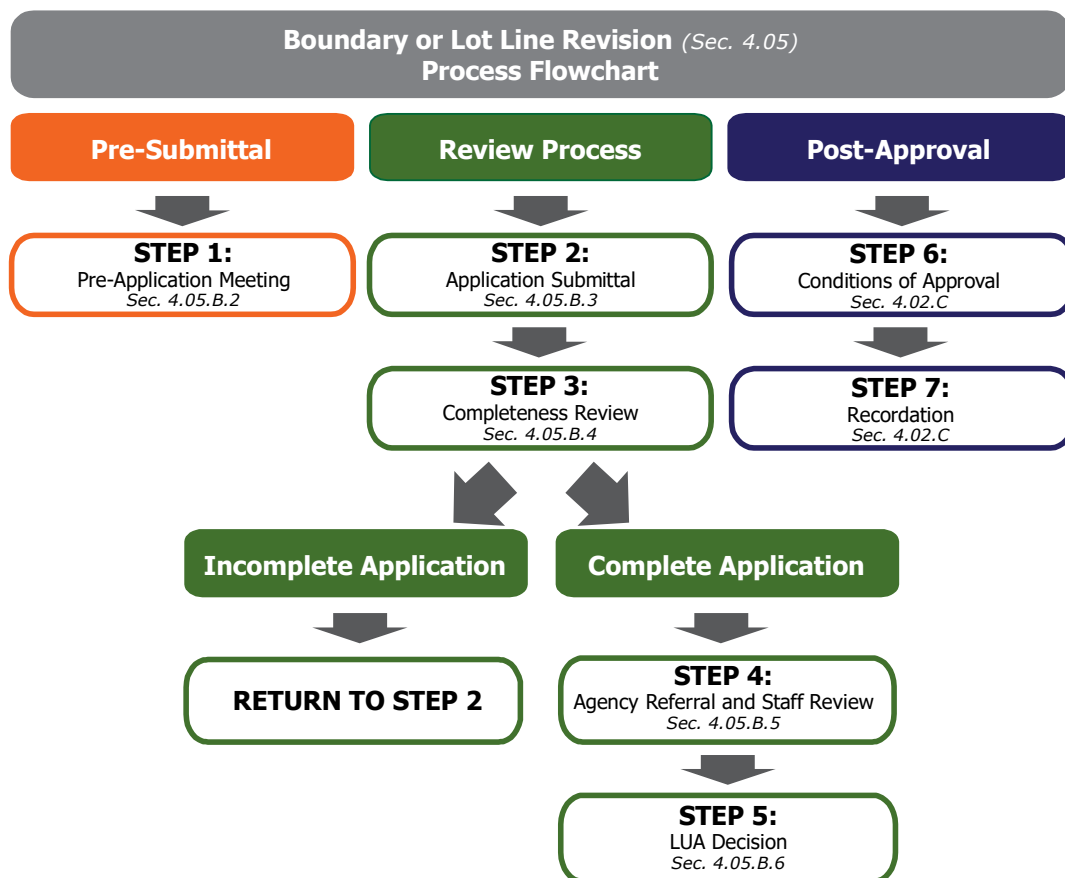 Boundary or Lot Line Revision (Sec. 4.05)
Process Flowchart
Pre-Submittal
STEP 1:
Pre-Application Meeting
Sec. 4.05.B.2
Review Process
STEP 2:
Application Submittal
Sec. 4.05.B.3
STEP 3:
Completeness Review
Sec. 4.05.B.4
Incomplete Application
RETURN TO STEP 2
Complete Application
STEP 4:
Agency Referral and Staff Review
Sec. 4.05.B.5
STEP 5:
LUA Decision
Sec. 4.05.B.6
Post-Approval
STEP 6:
Conditions of Approval
Sec. 4.02.C
STEP 7:
Recordation
Sec. 4.02.C